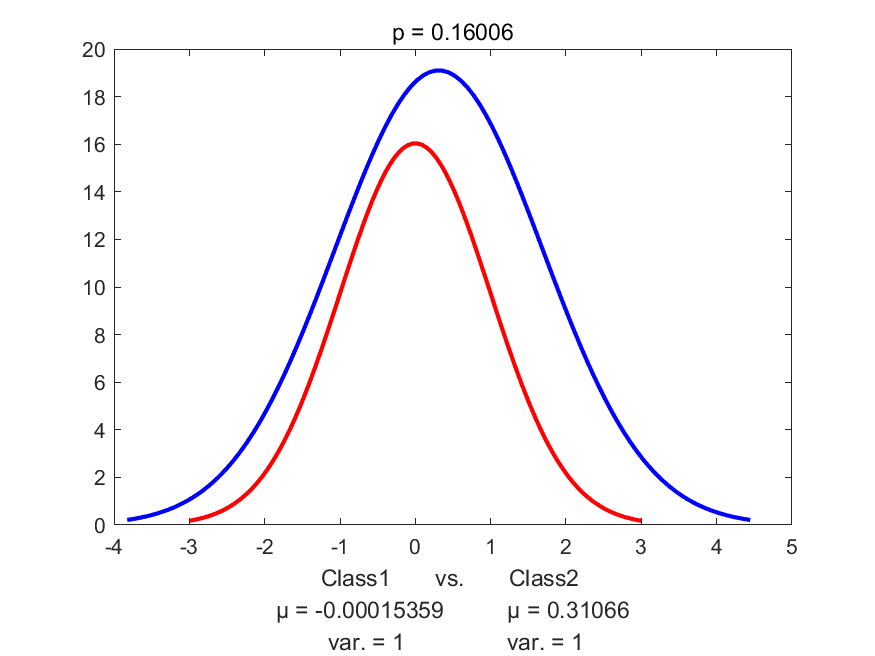 p = 0.16006
20
18
16
14
12
10
8
6
4
2
0
-4 -3 -2 -1 0 1 2 3 4 5
Class1 vs. Class2
μ = -0.00015359 μ = 0.31066
var. = 1 var. = 1